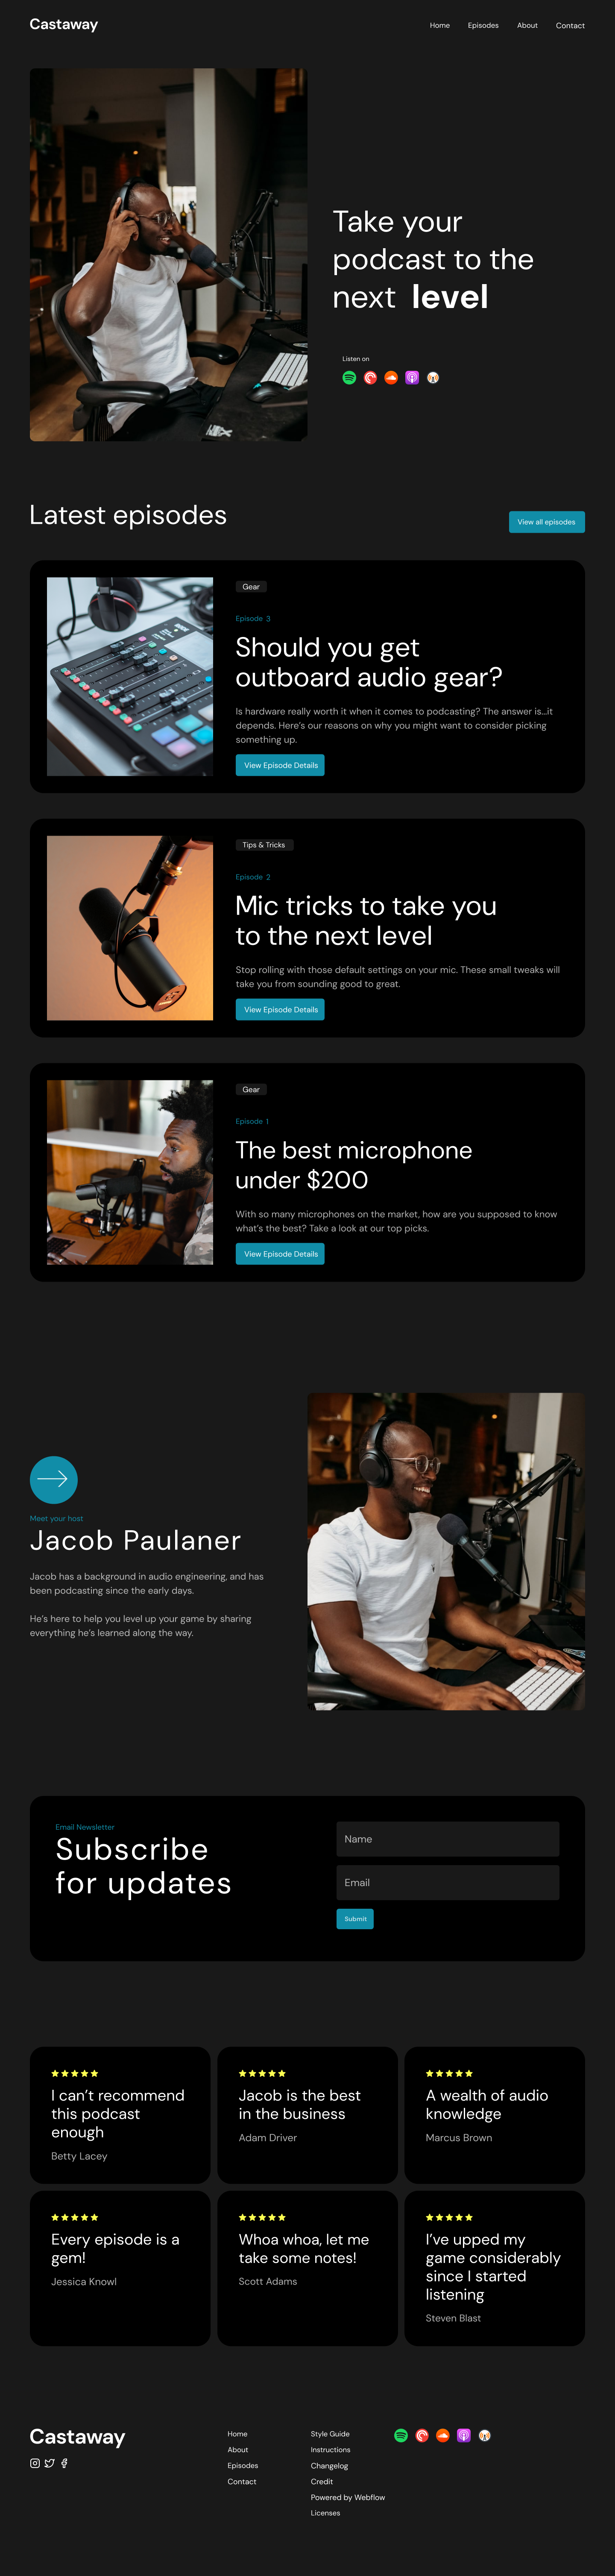 Castaway
Home
Episodes
About
Contact
Take your
podcast to the
next level
Listen on
Latest episodes
View all episodes
Gear
Episode 3
Should you get
outboard audio gear?
Is hardware really worth it when it comes to podcasting? The answer is...it
depends. Here's our reasons on why you might want to consider picking
something up.
View Episode Details
Tips & Tricks
Episode 2
Mic tricks to take you
to the next level
Stop rolling with those default settings on your mic. These small tweaks will
take you from sounding good to great.
View Episode Details
Gear
Episode 1
The best microphone
under $200
With so many microphones on the market, how are you supposed to know
what's the best? Take a look at our top picks.
View Episode Details
Meet your host
Jacob Paulaner
Jacob has a background in audio engineering, and has
been podcasting since the early days.
He's here to help you level up your game by sharing
everything he's learned along the way.
Email Newsletter
Subscribe
for updates
Name
Email
Submit
I can't recommend
this podcast
enough
Betty Lacey
Jacob is the best
in the business
Adam Driver
A wealth of audio
knowledge
Marcus Brown
Every episode is a
gem!
Jessica Knowl
Whoa whoa, let me
take some notes!
Scott Adams
I've upped my
game considerably
since I started
listening
Steven Blast
Castaway
Home
About
Episodes
Contact
Style Guide
Instructions
Changelog
Credit
Powered by Webflow
Licenses